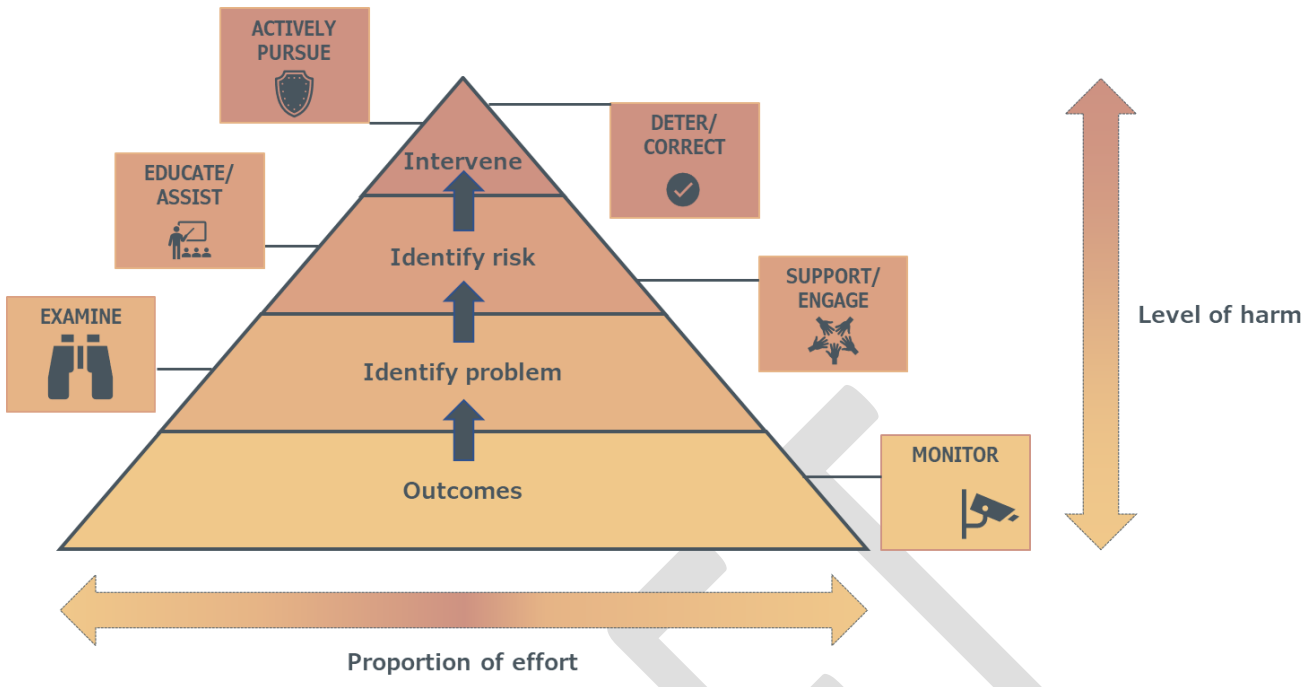 ACTIVELY
PURSUE
DETER/
CORRECT
Intervene
EDUCATE/
ASSIST
Identify risk
SUPPORT/
ENGAGE
EXAMINE
Level of harm
Identify problem
MONITOR
Outcomes
Proportion of effort